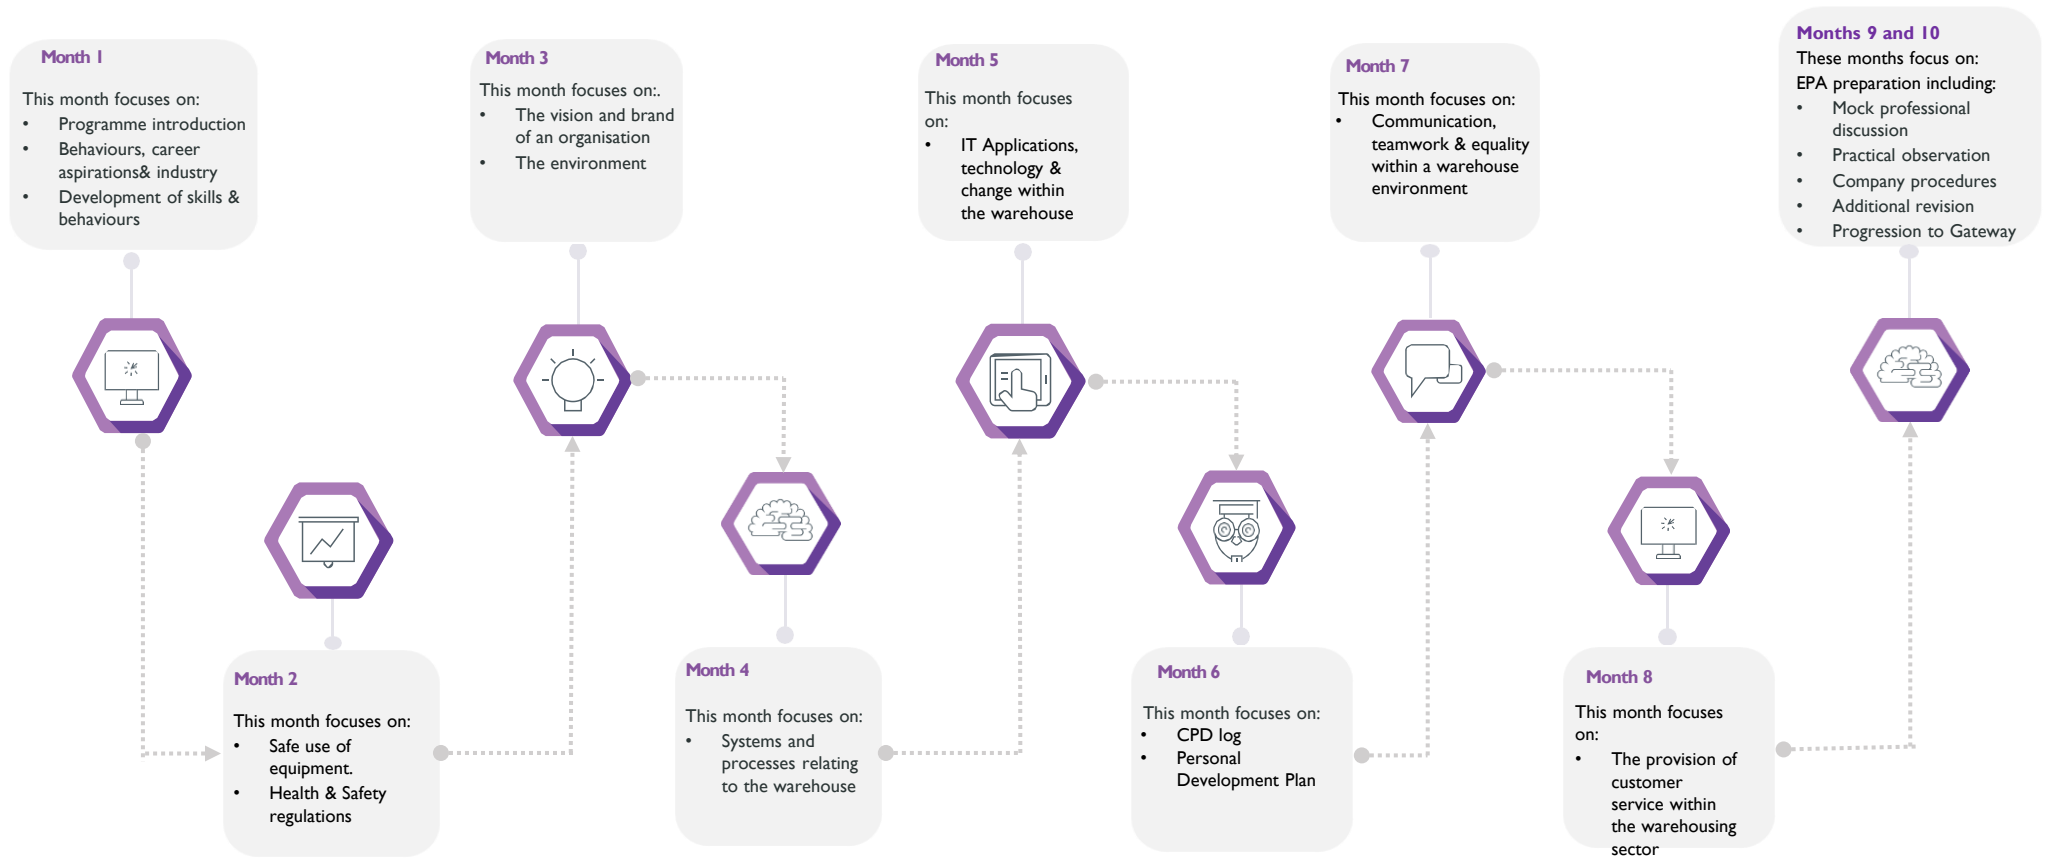 Month 1
This month focuses on:
• Programme introduction
• Behaviours, career
aspirations& industry
• Development of skills &
behaviours
Month 2
This month focuses on:
• Safe use of
equipment.
• Health & Safety
regulations
Month 3
This month focuses on:.
• The vision and brand
of an organisation
• The environment
Month 4
This month focuses on:
• Systems and
processes relating
to the warehouse
Month 5
This month focuses
on:
• IT Applications,
technology &
change within
the warehouse
Month 6
This month focuses on:
• CPD log
• Personal
Development Plan
Month 7
This month focuses on:
• Communication,
teamwork & equality
within a warehouse
environment
Month 8
This month focuses
on:
• The provision of
customer
service within
the warehousing
sector
Months 9 and 10
These months focus on:
EPA preparation including:
• Mock professional
discussion
• Practical observation
• Company procedures
• Additional revision
• Progression to Gateway